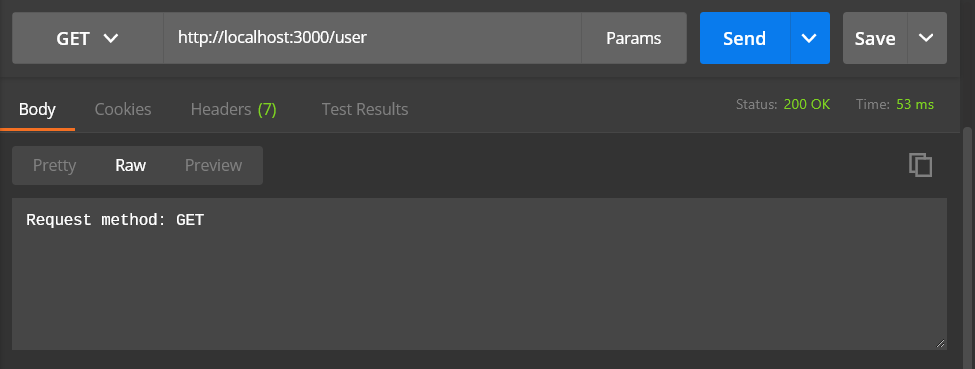 GET http://localhost:3000/user Params Send Save
Body Cookies Headers (7) Test Results Status: 200 OK Time: 53 ms
Pretty Raw Preview
Request method: GET